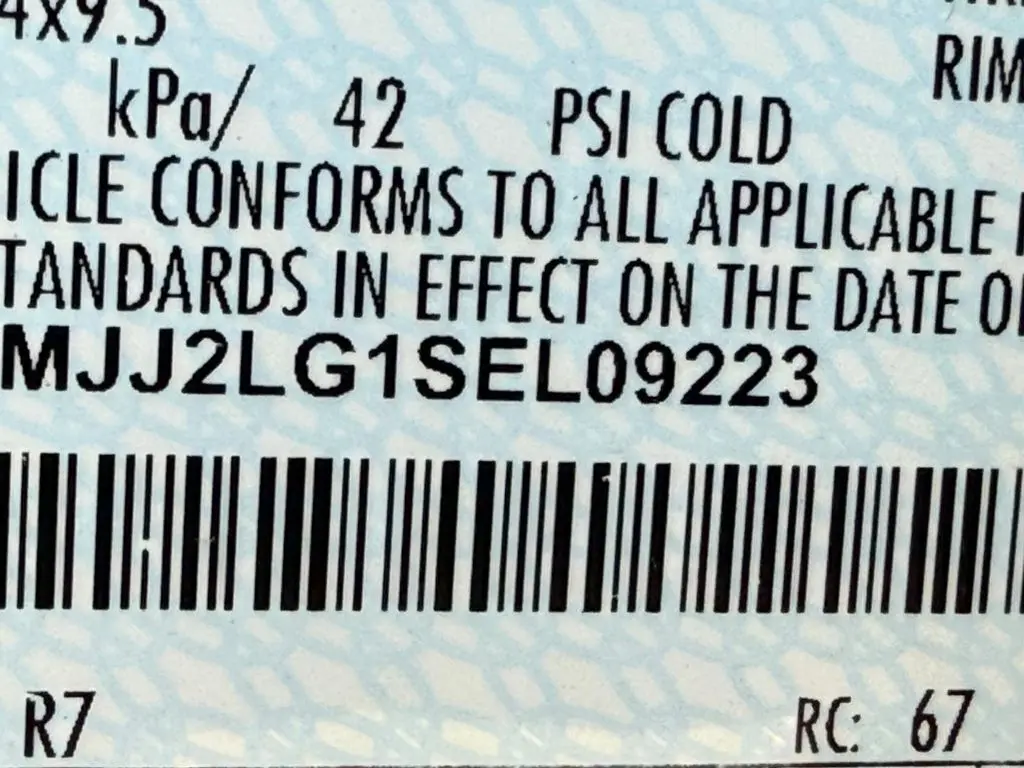 4X9.5
RIM
kPa/ 42 PSI COLD
ICLE CONFORMS TO ALL APPLICABLE
TANDARDS IN EFFECT ON THE DATE O
MJJ2LG1SEL09223
R7 RC: 67